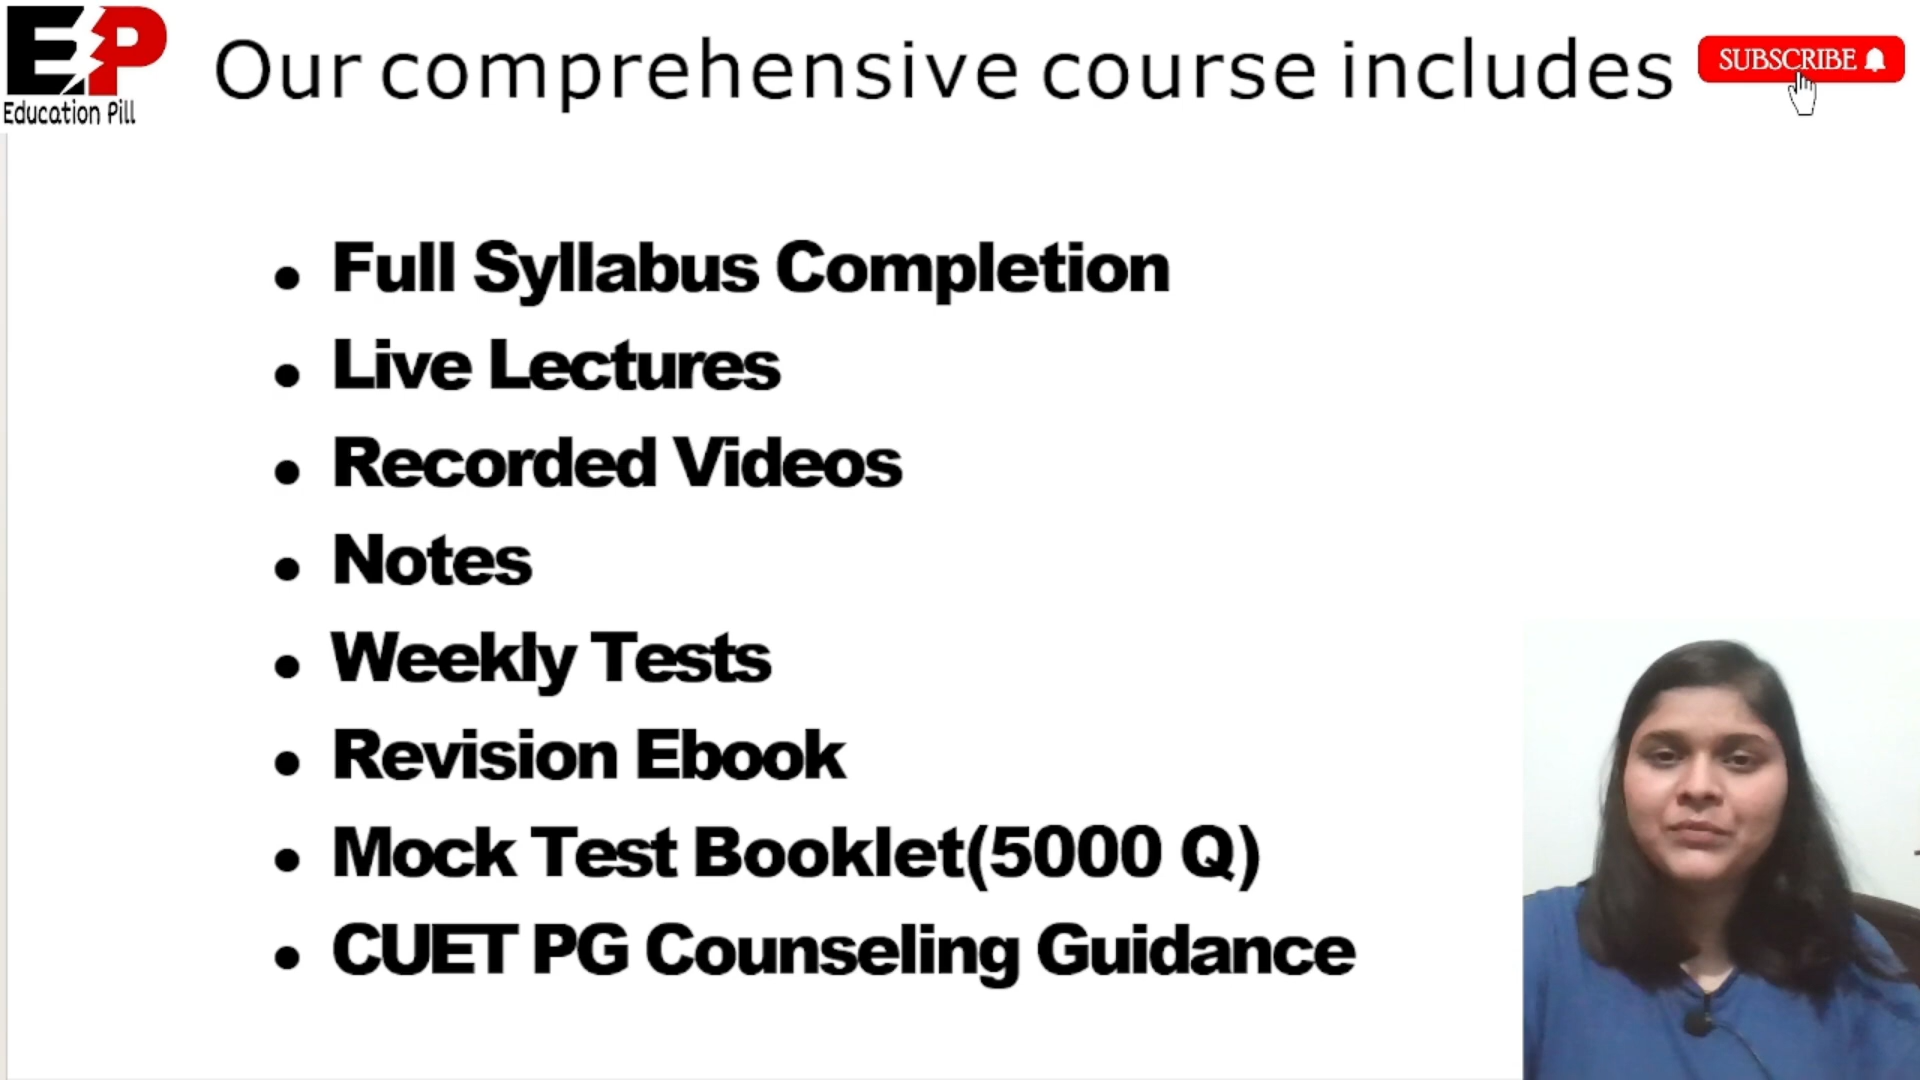 EP
Education Pill
Our comprehensive course includes
SUBSCRIBE
• Full Syllabus Completion
• Live Lectures
• Recorded Videos
• Notes
• Weekly Tests
• Revision Ebook
• Mock Test Booklet(5000 Q)
• CUET PG Counseling Guidance